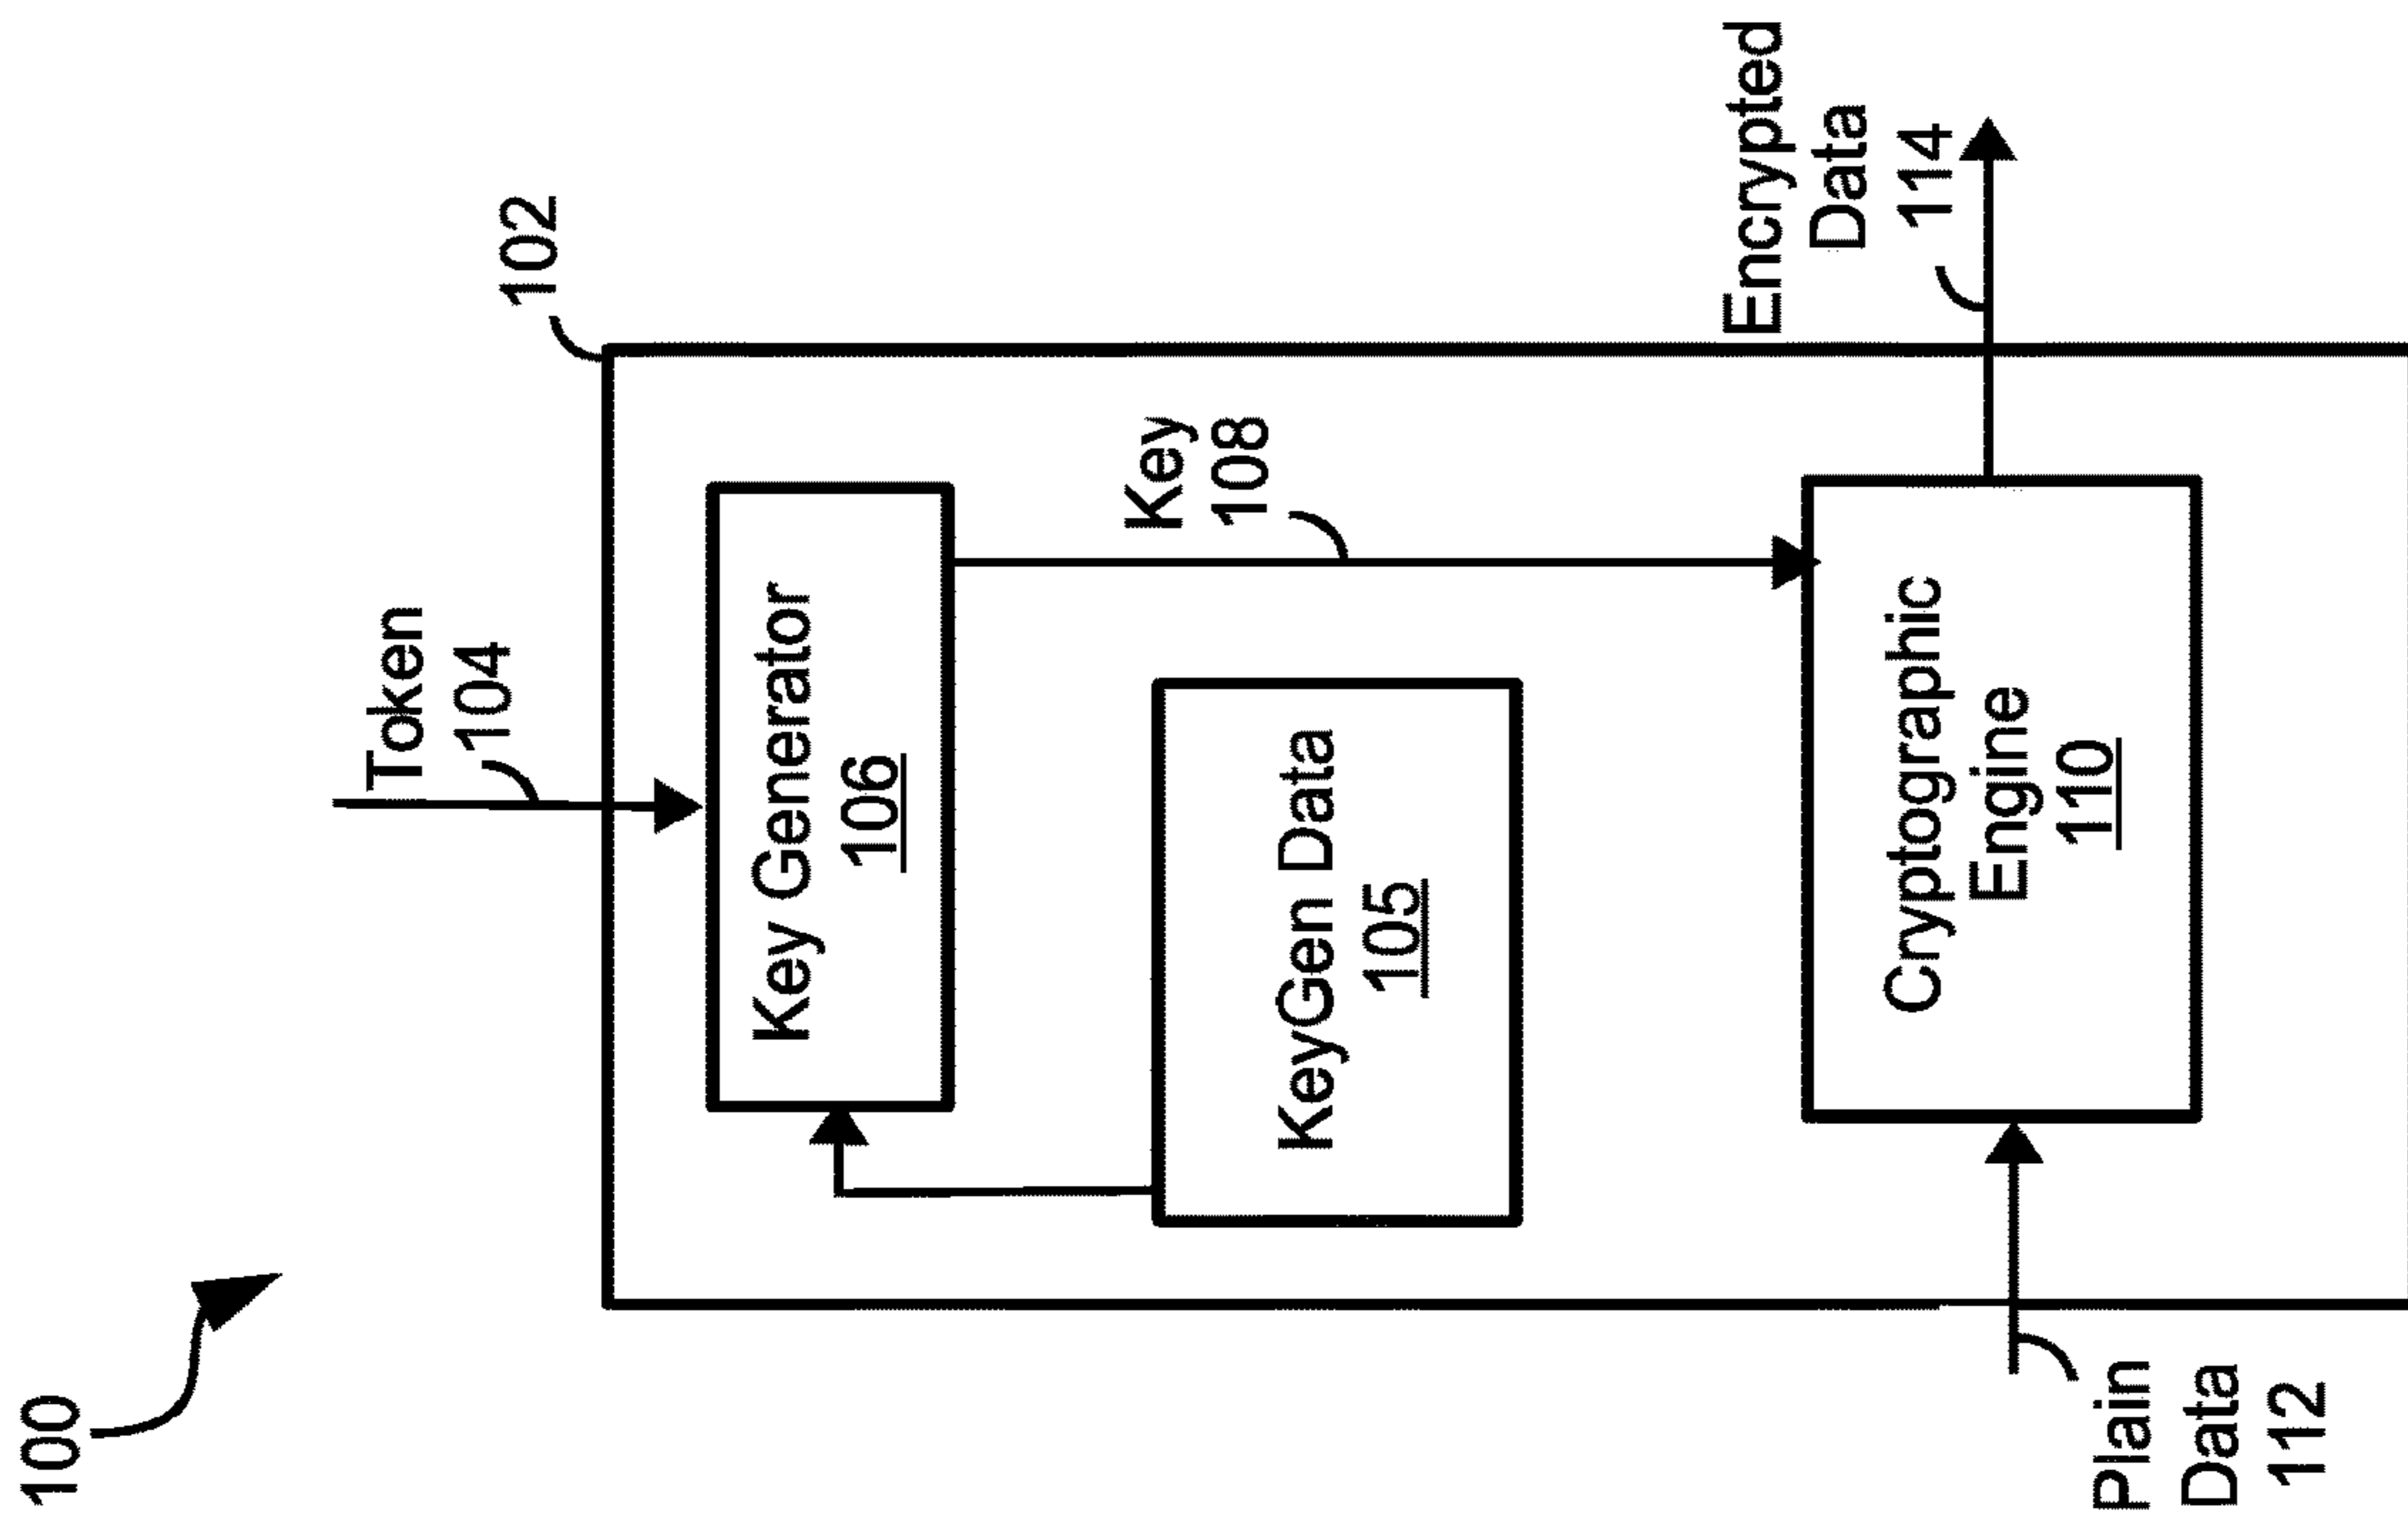 100
102
Token
104
Key Generator
106
Key
108
KeyGen Data
105
Cryptographic
Engine
110
Encrypted
Data
114
Plain
Data
112